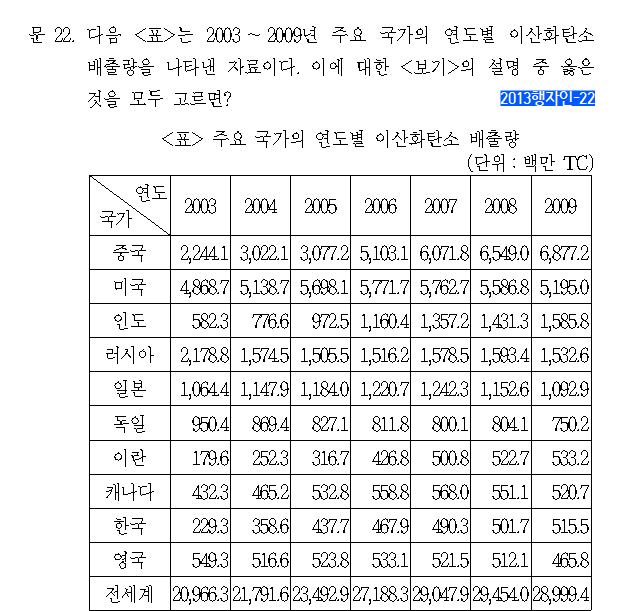 문 22. 다음 <표>는 2003 ~ 2009년 주요 국가의 연도별 이산화탄소
배출량을 나타낸 자료이다. 이에 대한 <보기>의 설명 중 옳은
것을 모두 고르면?
2013행자인-22
<표> 주요 국가의 연도별 이산화탄소 배출량
(단위 : 백만 TC)
연도 국가 2003 2004 2005 2006 2007 2008 2009
중국 2,244.1 3,022.1 3,077.2 5,103.1 6,071.8 6,549.0 6,877.2
미국 4,868.7 5,138.7 5,698.1 5,771.7 5,762.7 5,586.8 5,195.0
인도 582.3 776.6 972.5 1,160.4 1,357.2 1,431.3 1,585.8
러시아 2,178.8 1,574.5 1,505.5 1,516.2 1,578.5 1,593.4 1,532.6
일본 1,064.4 1,147.9 1,184.0 1,220.7 1,242.3 1,152.6 1,092.9
독일 950.4 869.4 827.1 811.8 800.1 804.1 750.2
이란 179.6 252.3 316.7 426.8 500.8 522.7 533.2
캐나다 432.3 465.2 532.8 558.8 568.0 551.1 520.7
한국 229.3 358.6 437.7 467.9 490.3 501.7 515.5
영국 549.3 516.6 523.8 533.1 521.5 512.1 465.8
전세계 20,966.3 21,791.6 23,492.9 27,188.3 29,047.9 29,454.0 28,999.4